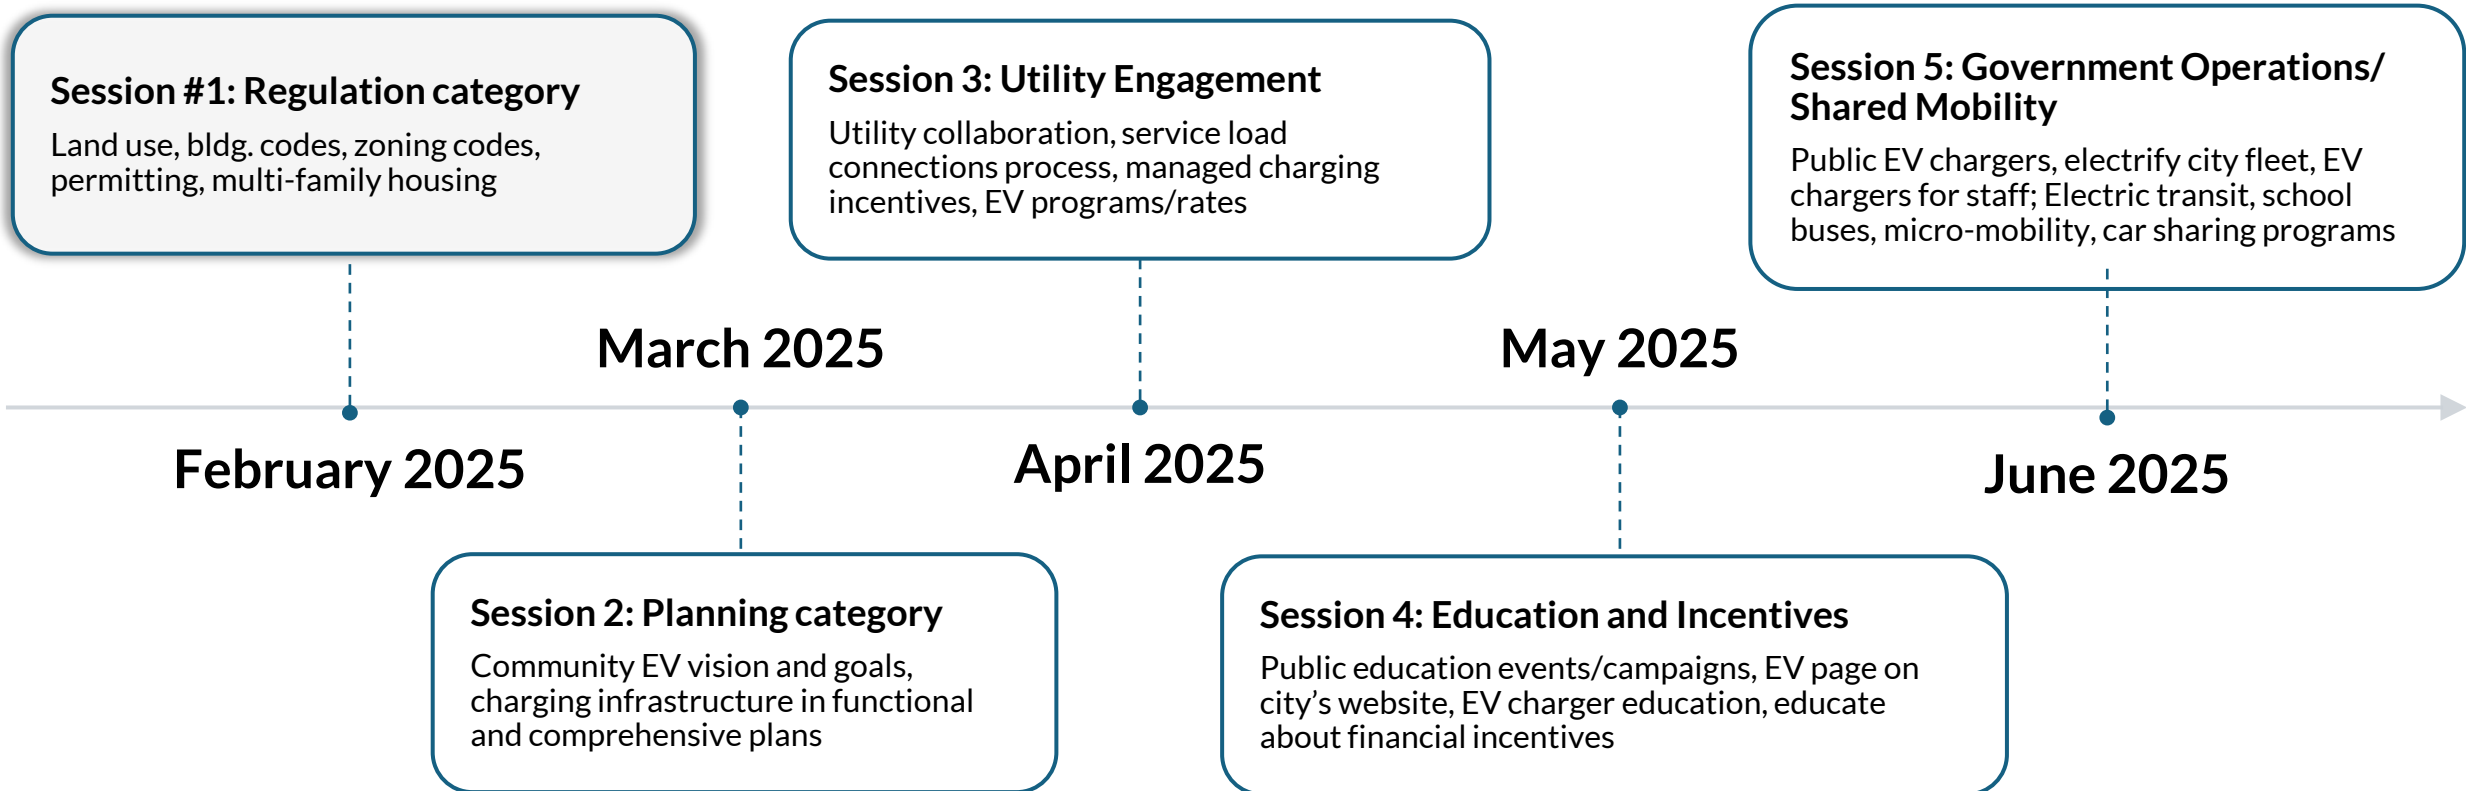 Session #1: Regulation category
Land use, bldg. codes, zoning codes,
permitting, multi-family housing
Session 3: Utility Engagement
Utility collaboration, service load
connections process, managed charging
incentives, EV programs/rates
Session 5: Government Operations/
Shared Mobility
Public EV chargers, electrify city fleet, EV
chargers for staff; Electric transit, school
buses, micro-mobility, car sharing programs
March 2025
May 2025
February 2025
April 2025
June 2025
Session 2: Planning category
Community EV vision and goals,
charging infrastructure in functional
and comprehensive plans
Session 4: Education and Incentives
Public education events/campaigns, EV page on
city’s website, EV charger education, educate
about financial incentives